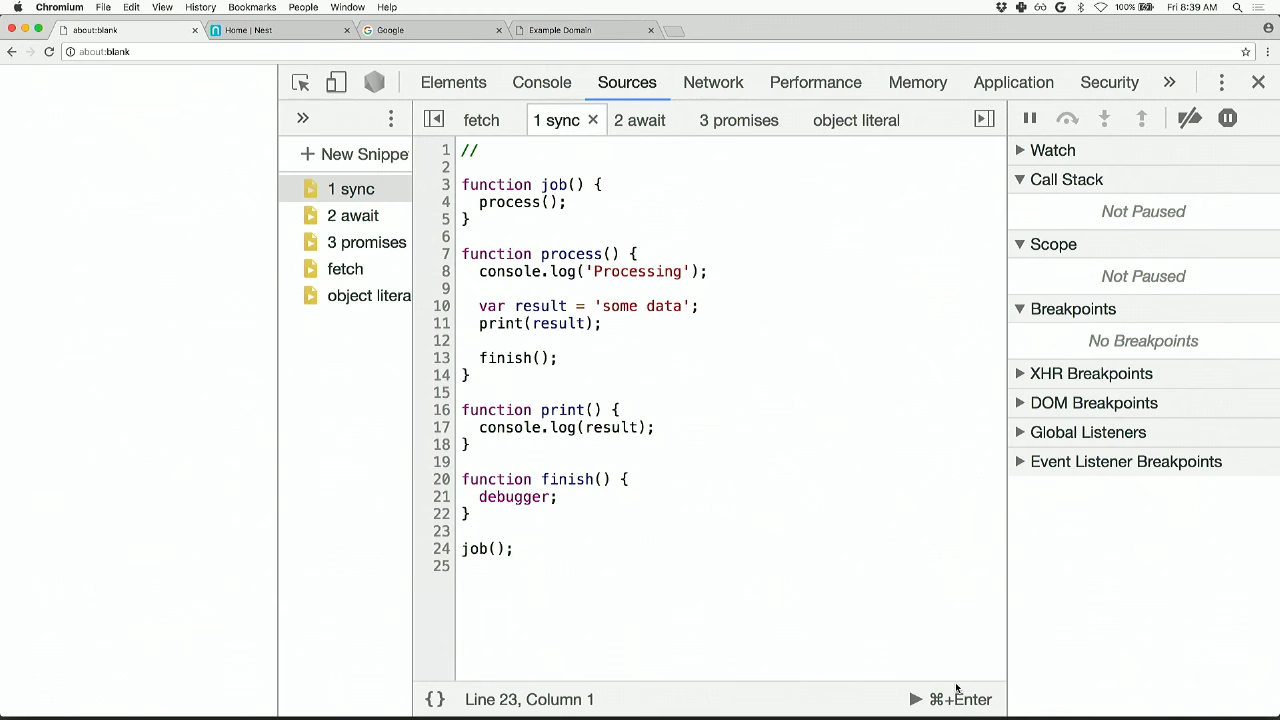 Chromium File Edit View History Bookmarks People Window Help 100% Fri 8:39 AM
about:blank × Home | Nest × Google × Example Domain ×
about:blank
Elements Console Sources Network Performance Memory Application Security » ×
» fetch 1 sync × 2 await 3 promises object literal
+ New Snippe
1 sync
2 await
3 promises
fetch
object litera
1 //
2
3 function job() {
4 process();
5 }
6
7 function process() {
8 console.log('Processing');
9
10 var result = 'some data';
11 print(result);
12
13 finish();
14 }
15
16 function print() {
17 console.log(result);
18 }
19
20 function finish() {
21 debugger;
22 }
23
24 job();
25
{} Line 23, Column 1 ⌘+Enter
Watch
Call Stack
Not Paused
Scope
Not Paused
Breakpoints
No Breakpoints
XHR Breakpoints
DOM Breakpoints
Global Listeners
Event Listener Breakpoints